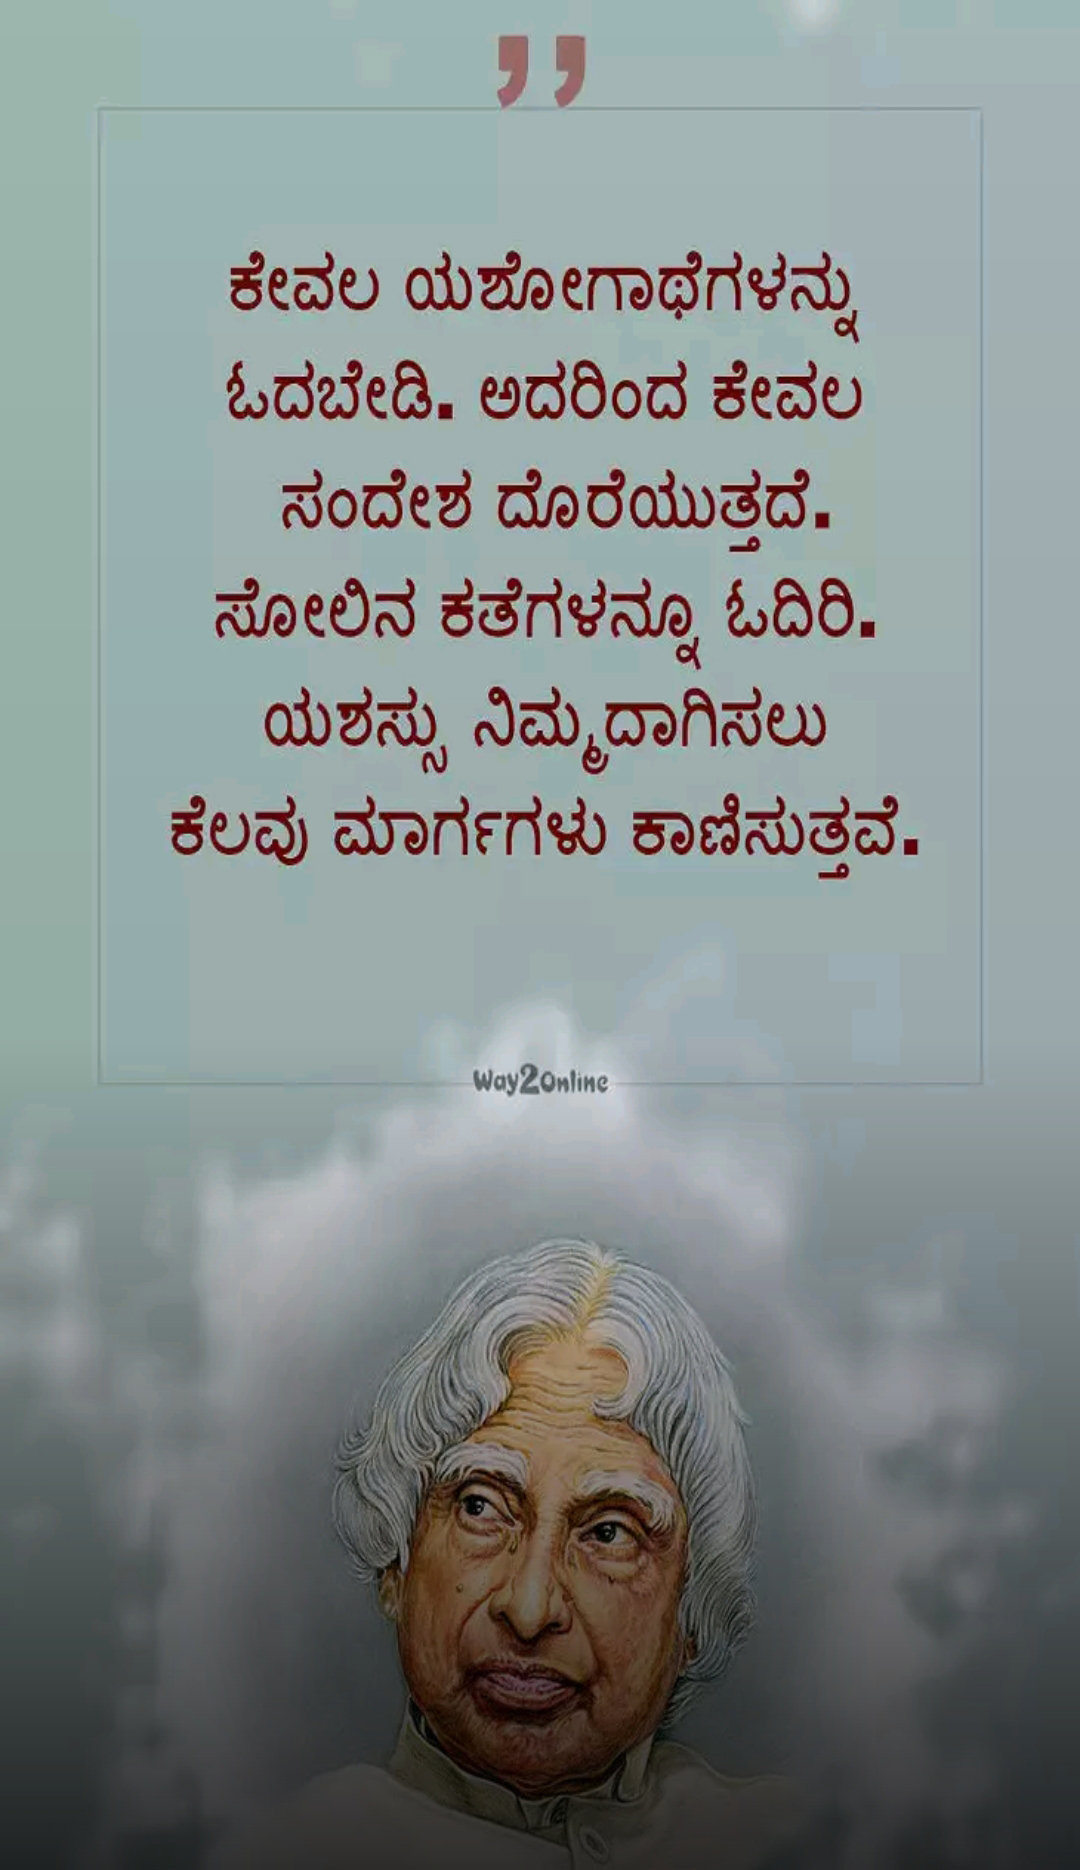 ”
ಕೇವಲ ಯಶೋಗಾಥೆಗಳನ್ನು
ಓದಬೇಡಿ. ಅದರಿಂದ ಕೇವಲ
ಸಂದೇಶ ದೊರೆಯುತ್ತದೆ.
ಸೋಲಿನ ಕತೆಗಳನ್ನೂ ಓದಿರಿ.
ಯಶಸ್ಸು ನಿಮ್ಮದಾಗಿಸಲು
ಕೆಲವು ಮಾರ್ಗಗಳು ಕಾಣಿಸುತ್ತವೆ.
Way2Online